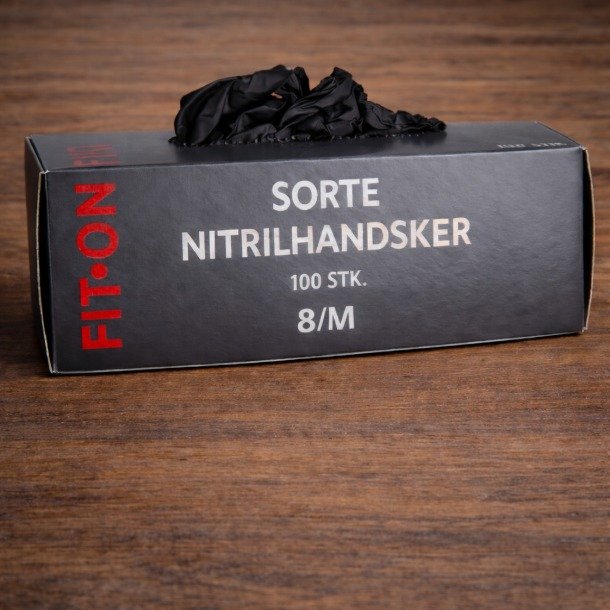 FIT•ON
SORTE
NITRILHANDSKER
100 STK.
8/M